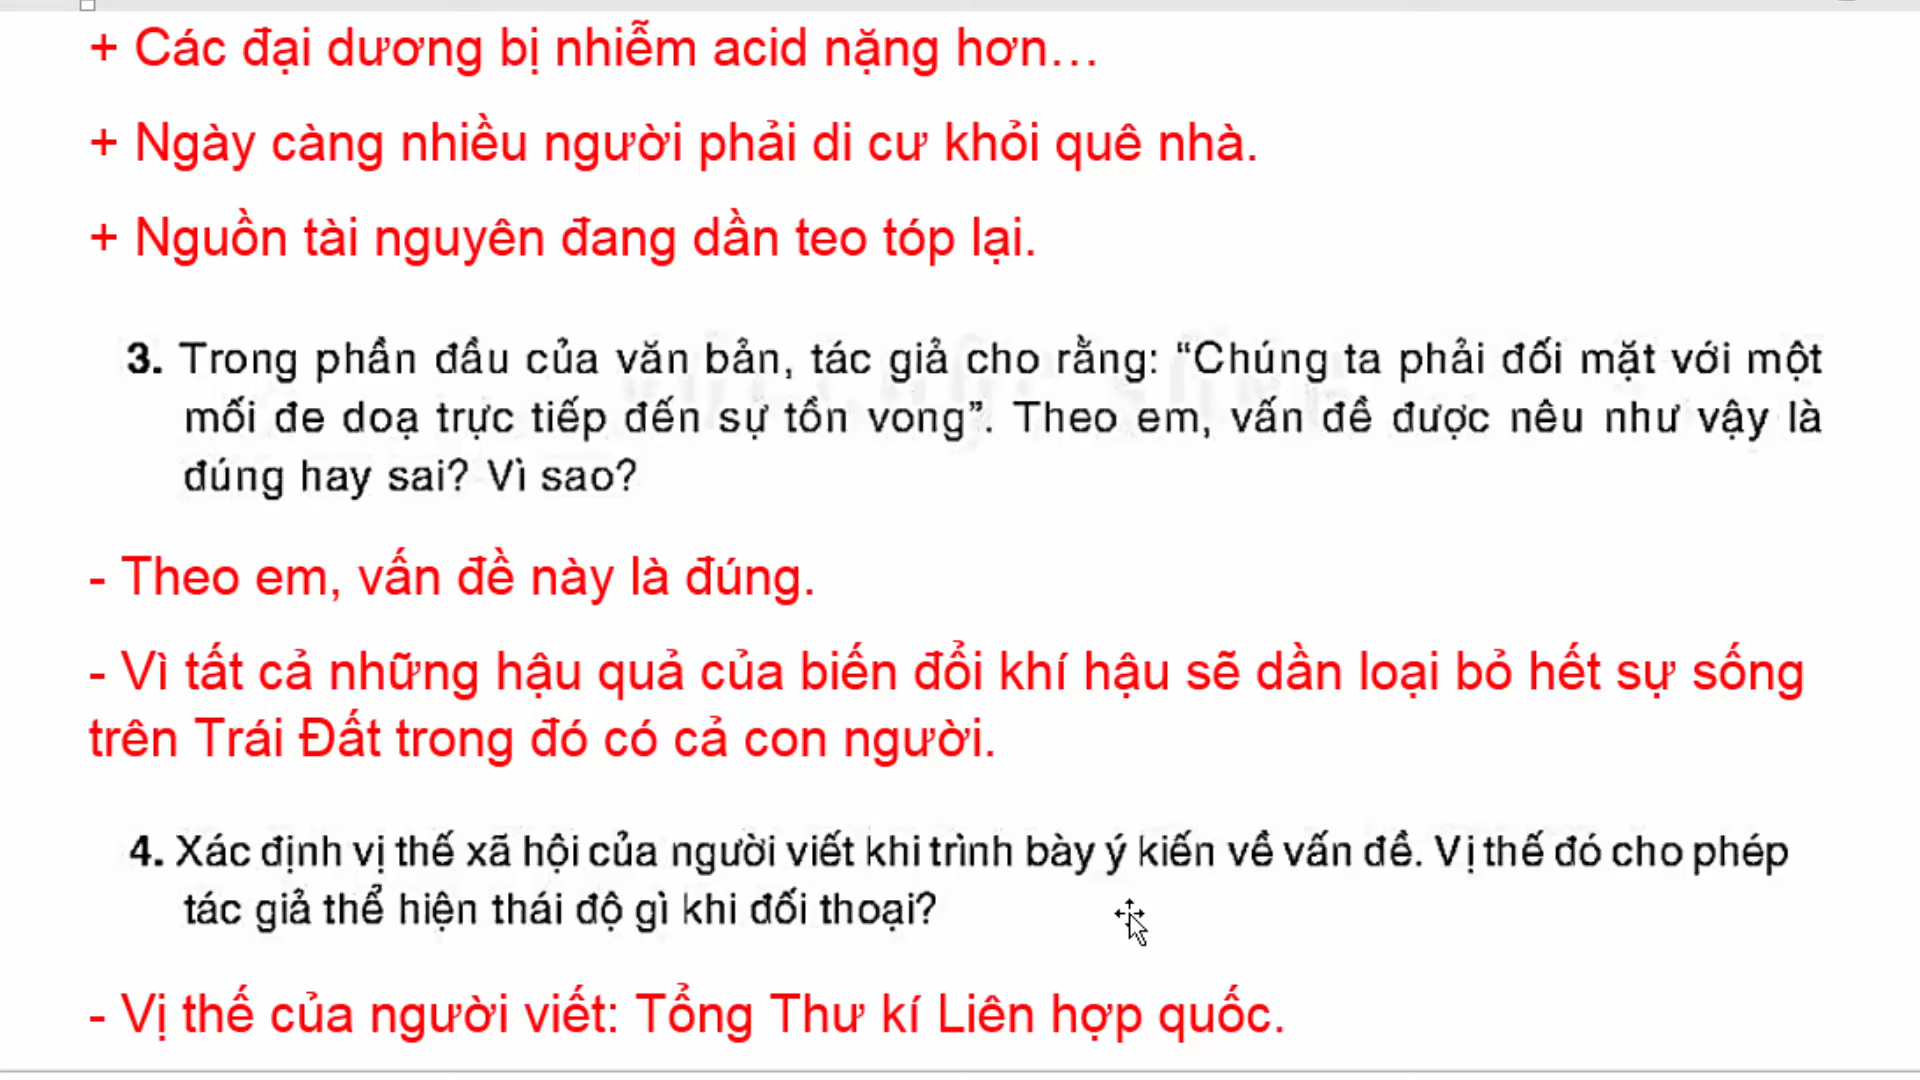 + Các đại dương bị nhiễm acid nặng hơn…
+ Ngày càng nhiều người phải di cư khỏi quê nhà.
+ Nguồn tài nguyên đang dần teo tóp lại.
3. Trong phần đầu của văn bản, tác giả cho rằng: “Chúng ta phải đối mặt với một
mối đe doạ trực tiếp đến sự tồn vong”. Theo em, vấn đề được nêu như vậy là
đúng hay sai? Vì sao?
- Theo em, vấn đề này là đúng.
- Vì tất cả những hậu quả của biến đổi khí hậu sẽ dần loại bỏ hết sự sống
trên Trái Đất trong đó có cả con người.
4. Xác định vị thế xã hội của người viết khi trình bày ý kiến về vấn đề. Vị thế đó cho phép
tác giả thể hiện thái độ gì khi đối thoại?
- Vị thế của người viết: Tổng Thư kí Liên hợp quốc.